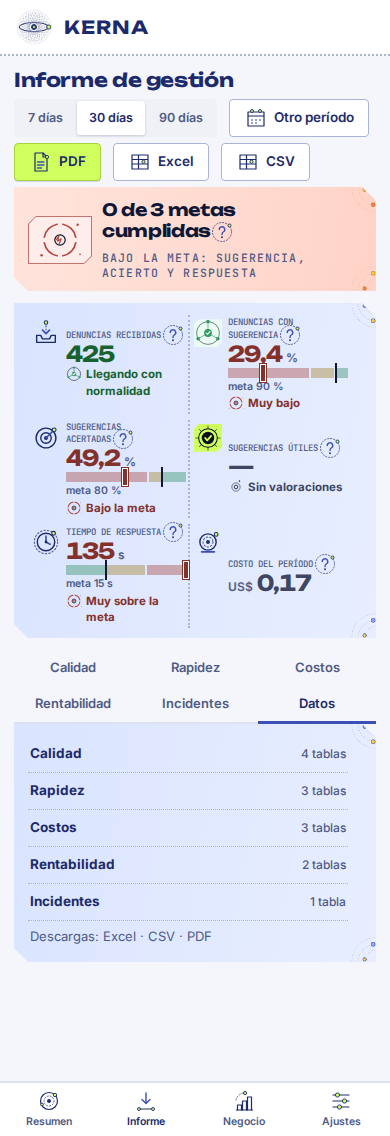 KERNA
Informe de gestión
7 días
30 días
90 días
Otro período
PDF
Excel
CSV
0 de 3 metas
cumplidas ?
BAJO LA META: SUGERENCIA,
ACIERTO Y RESPUESTA
DENUNCIAS RECIBIDAS ?
425
Llegando con
normalidad
DENUNCIAS CON
SUGERENCIA ?
29,4 %
meta 90 %
Muy bajo
SUGERENCIAS
ACERTADAS ?
49,2 %
meta 80 %
Bajo la meta
SUGERENCIAS ÚTILES ?
—
Sin valoraciones
TIEMPO DE RESPUESTA ?
135 s
meta 15 s
Muy sobre la
meta
COSTO DEL PERÍODO ?
US$ 0,17
Calidad
Rapidez
Costos
Rentabilidad
Incidentes
Datos
Calidad 4 tablas
Rapidez 3 tablas
Costos 3 tablas
Rentabilidad 2 tablas
Incidentes 1 tabla
Descargas: Excel · CSV · PDF
Resumen
Informe
Negocio
Ajustes